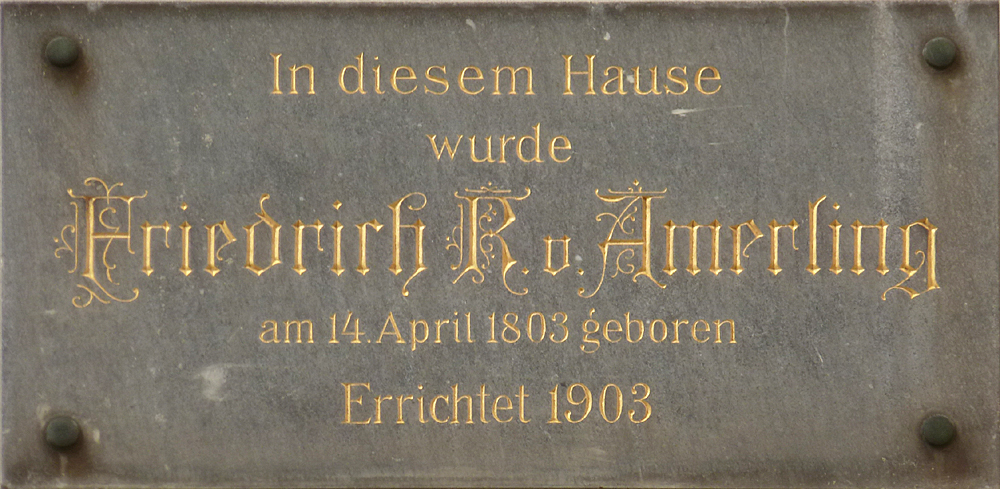 In diesem Hause
wurde
Friedrich R. v. Amerling
am 14. April 1803 geboren
Errichtet 1903